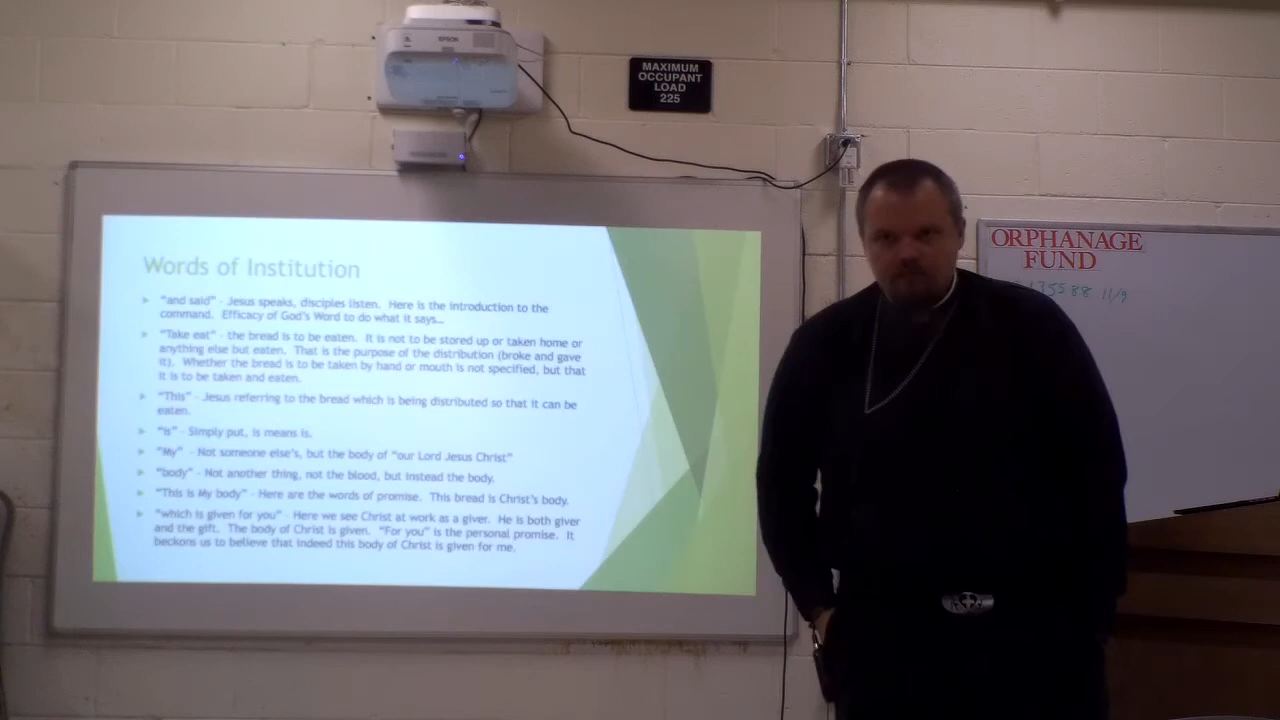 EPSON
MAXIMUM
OCCUPANT
LOAD
225
ORPHANAGE
FUND
135588 11/9
Words of Institution
"and said" - Jesus speaks, disciples listen. Here is the introduction to the
command. Efficacy of God's Word to do what it says...
"Take eat" - the bread is to be eaten. It is not to be stored up or taken home or
anything else but eaten. That is the purpose of the distribution (broke and gave
it). Whether the bread is to be taken by hand or mouth is not specified, but that
it is to be taken and eaten.
"This" - Jesus referring to the bread which is being distributed so that it can be
eaten.
"is" - Simply put, is means is.
"My" - Not someone else's, but the body of "our Lord Jesus Christ"
"body" - Not another thing, not the blood, but instead the body.
"This is My body" - Here are the words of promise. This bread is Christ's body.
"which is given for you" - Here we see Christ at work as a giver. He is both giver
and the gift. The body of Christ is given. "For you" is the personal promise. It
beckons us to believe that indeed this body of Christ is given for me.